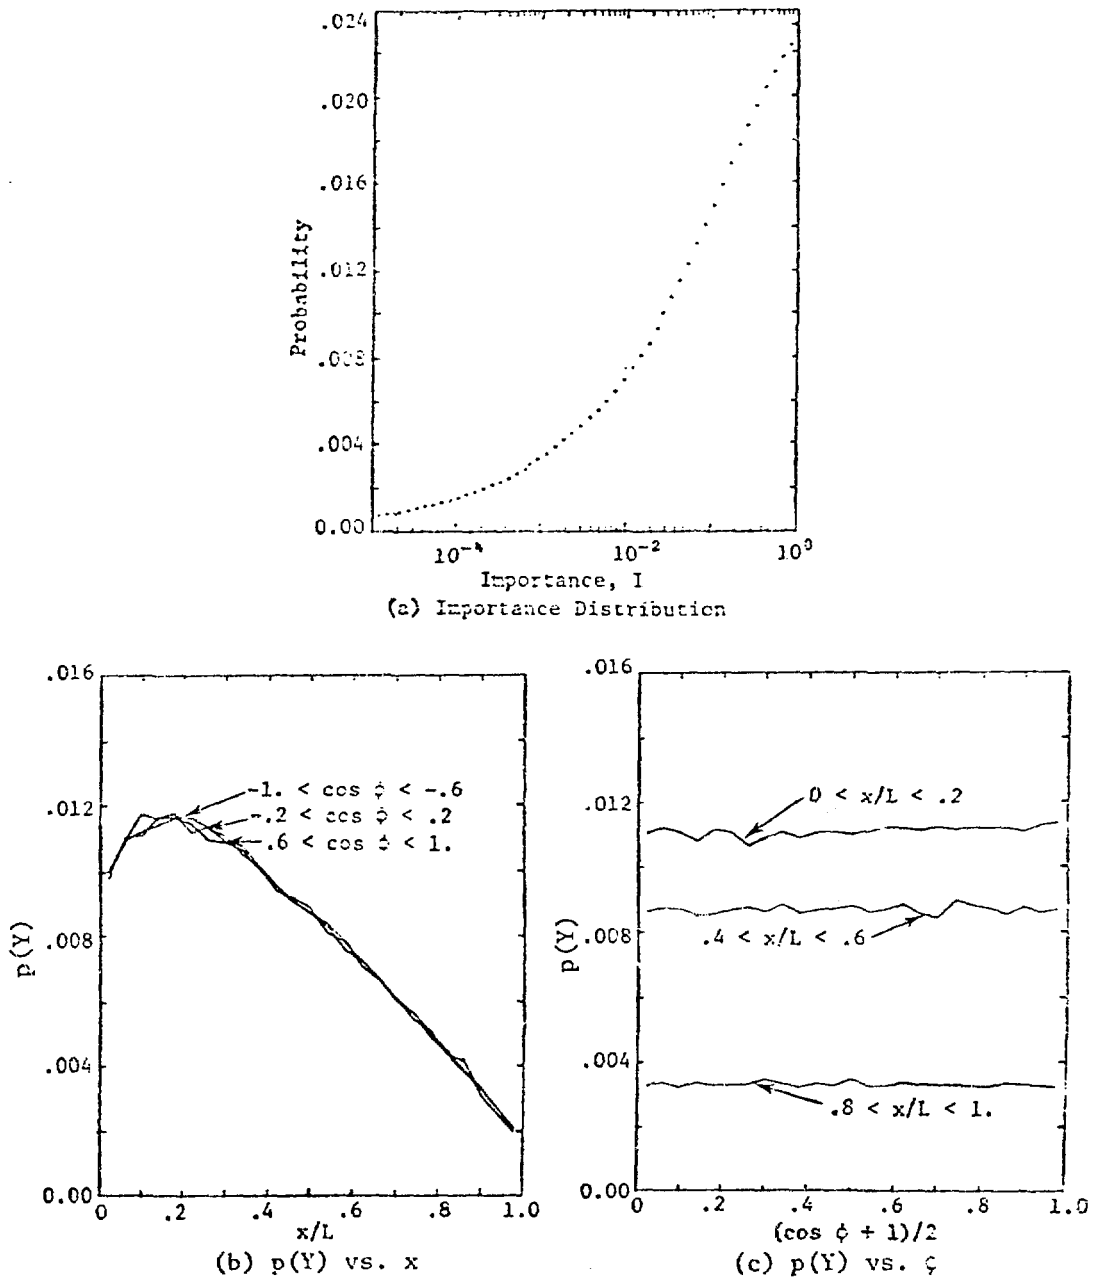 .024
.020
.016
.012
.028
.004
0.00
Probability
10⁻⁴ 10⁻² 10⁰
Importance, I
(a) Importance Distribution
.016
.012
.008
.004
0.00
p(Y)
-1. < cos ϕ < -.6
-.2 < cos ϕ < .2
.6 < cos ϕ < 1.
0 .2 .4 .6 .8 1.0
x/L
(b) p(Y) vs. x
.016
.012
.008
.004
0.00
p(Y)
0 < x/L < .2
.4 < x/L < .6
.8 < x/L < 1.
0 .2 .4 .6 .8 1.0
(cos ϕ + 1)/2
(c) p(Y) vs. ς